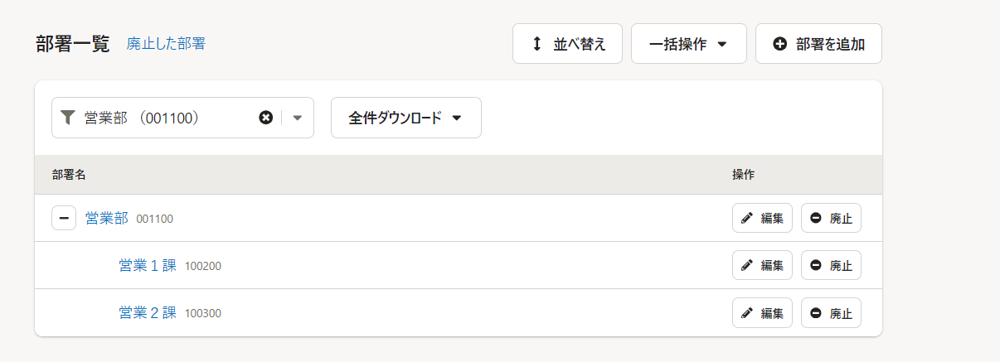 部署一覧 廃止した部署 並べ替え 一括操作 部署を追加
営業部 （001100） 全件ダウンロード
部署名 操作
営業部 001100 編集 廃止
営業１課 100200 編集 廃止
営業２課 100300 編集 廃止